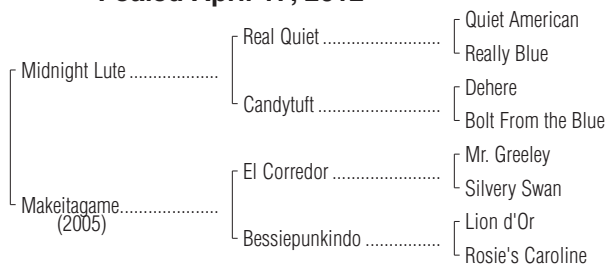 Foaled April 17, 2012
Quiet American
Real Quiet ........................
Really Blue
Midnight Lute ..................
Dehere
Candytuft .........................
Bolt From the Blue
Mr. Greeley
El Corredor ......................
Silvery Swan
Makeitagame....................
(2005)
Lion d'Or
Bessiepunkindo ...............
Rosie's Caroline